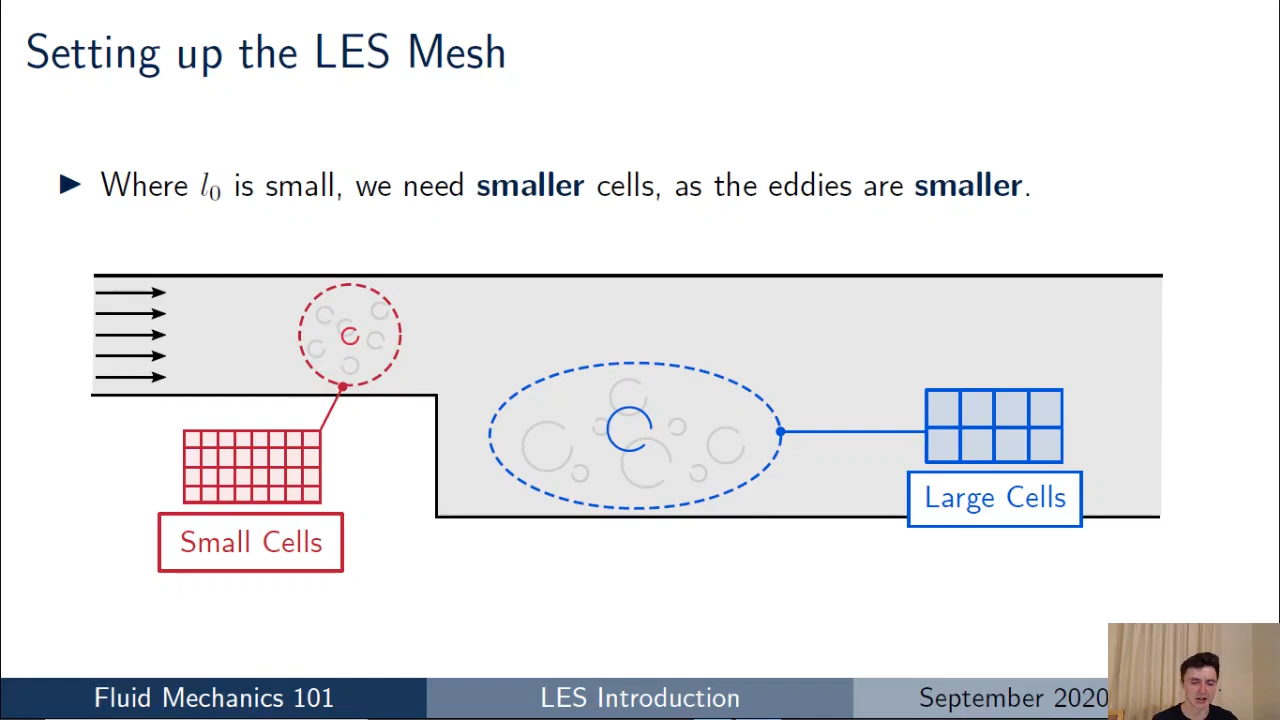 Setting up the LES Mesh
▶ Where l₀ is small, we need smaller cells, as the eddies are smaller.
Large Cells
Small Cells
Fluid Mechanics 101
LES Introduction
September 2020